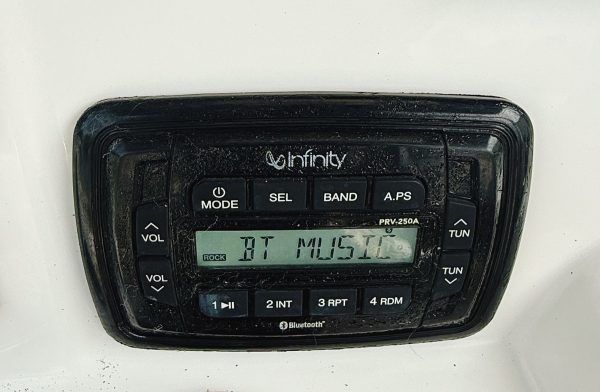 Infinity
MODE SEL BAND A.PS
PRV-250A
VOL TUN
ROCK BT MUSIC
VOL TUN
1 2 INT 3 RPT 4 RDM
Bluetooth